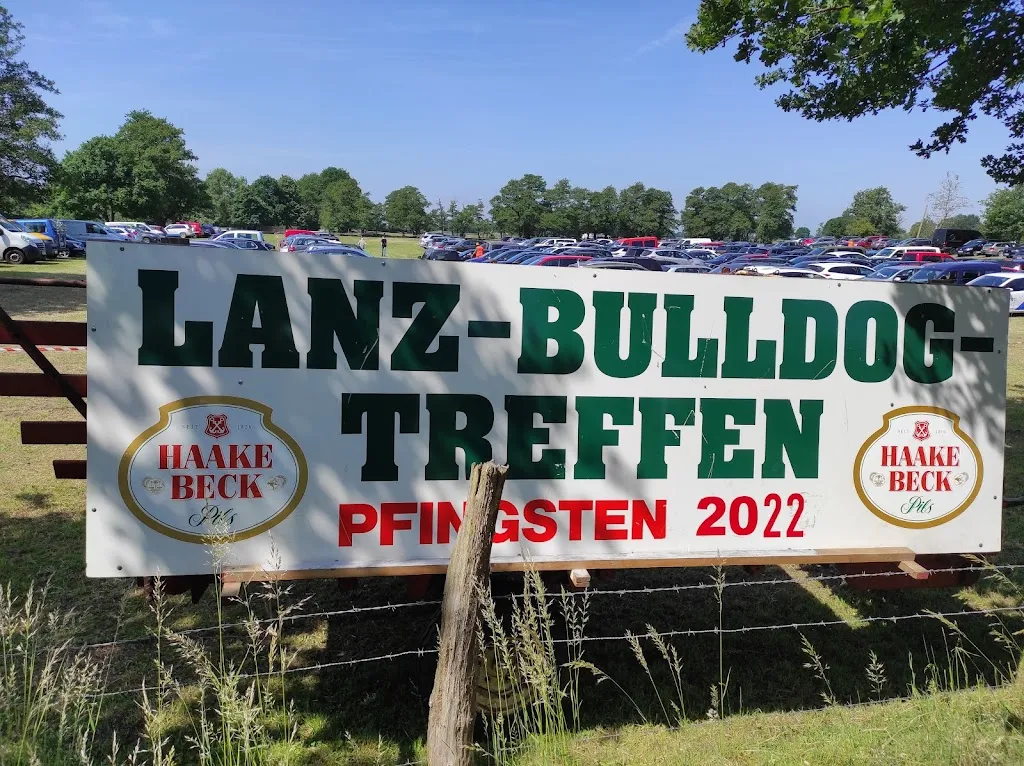 LANZ-BULLDOG-
TREFFEN
PFINGSTEN 2022
HAAKE
BECK
Pils
HAAKE
BECK
Pils